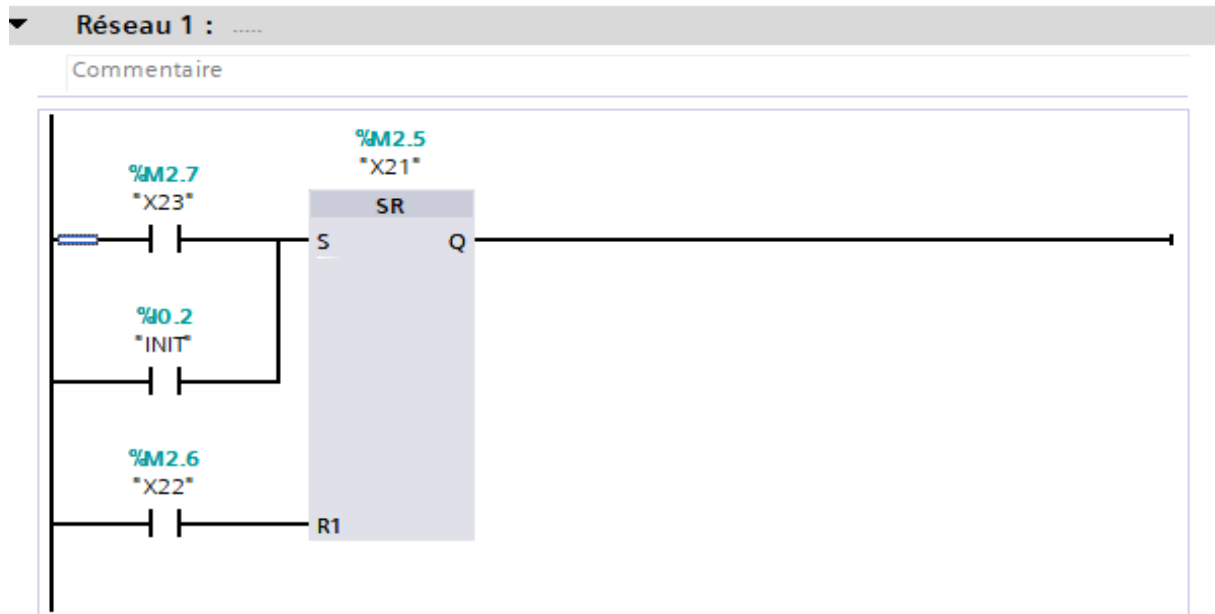 Réseau 1 : .....
Commentaire
%M2.5
"X21"
%M2.7
"X23"
SR
S Q
%I0.2
"INIT"
%M2.6
"X22"
R1